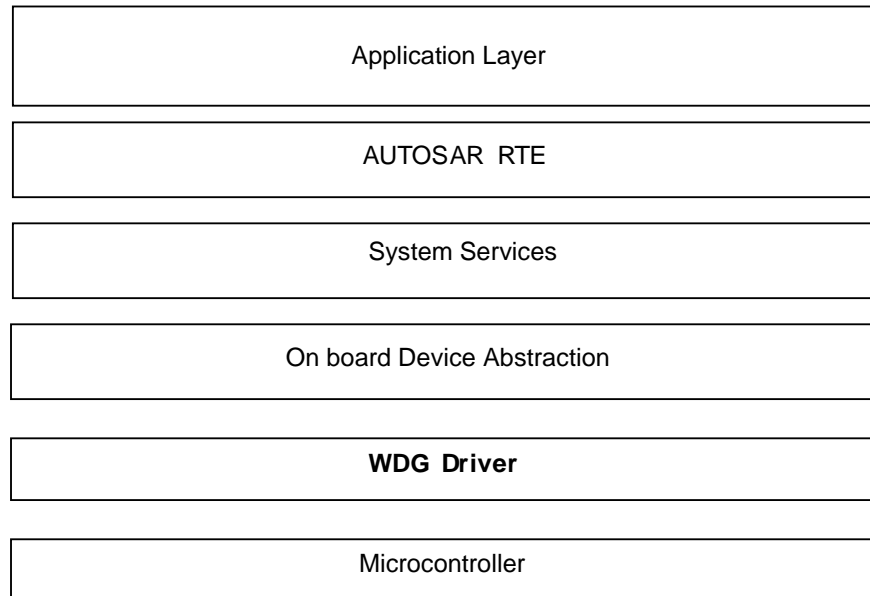 Application Layer
AUTOSAR RTE
System Services
On board Device Abstraction
WDG Driver
Microcontroller